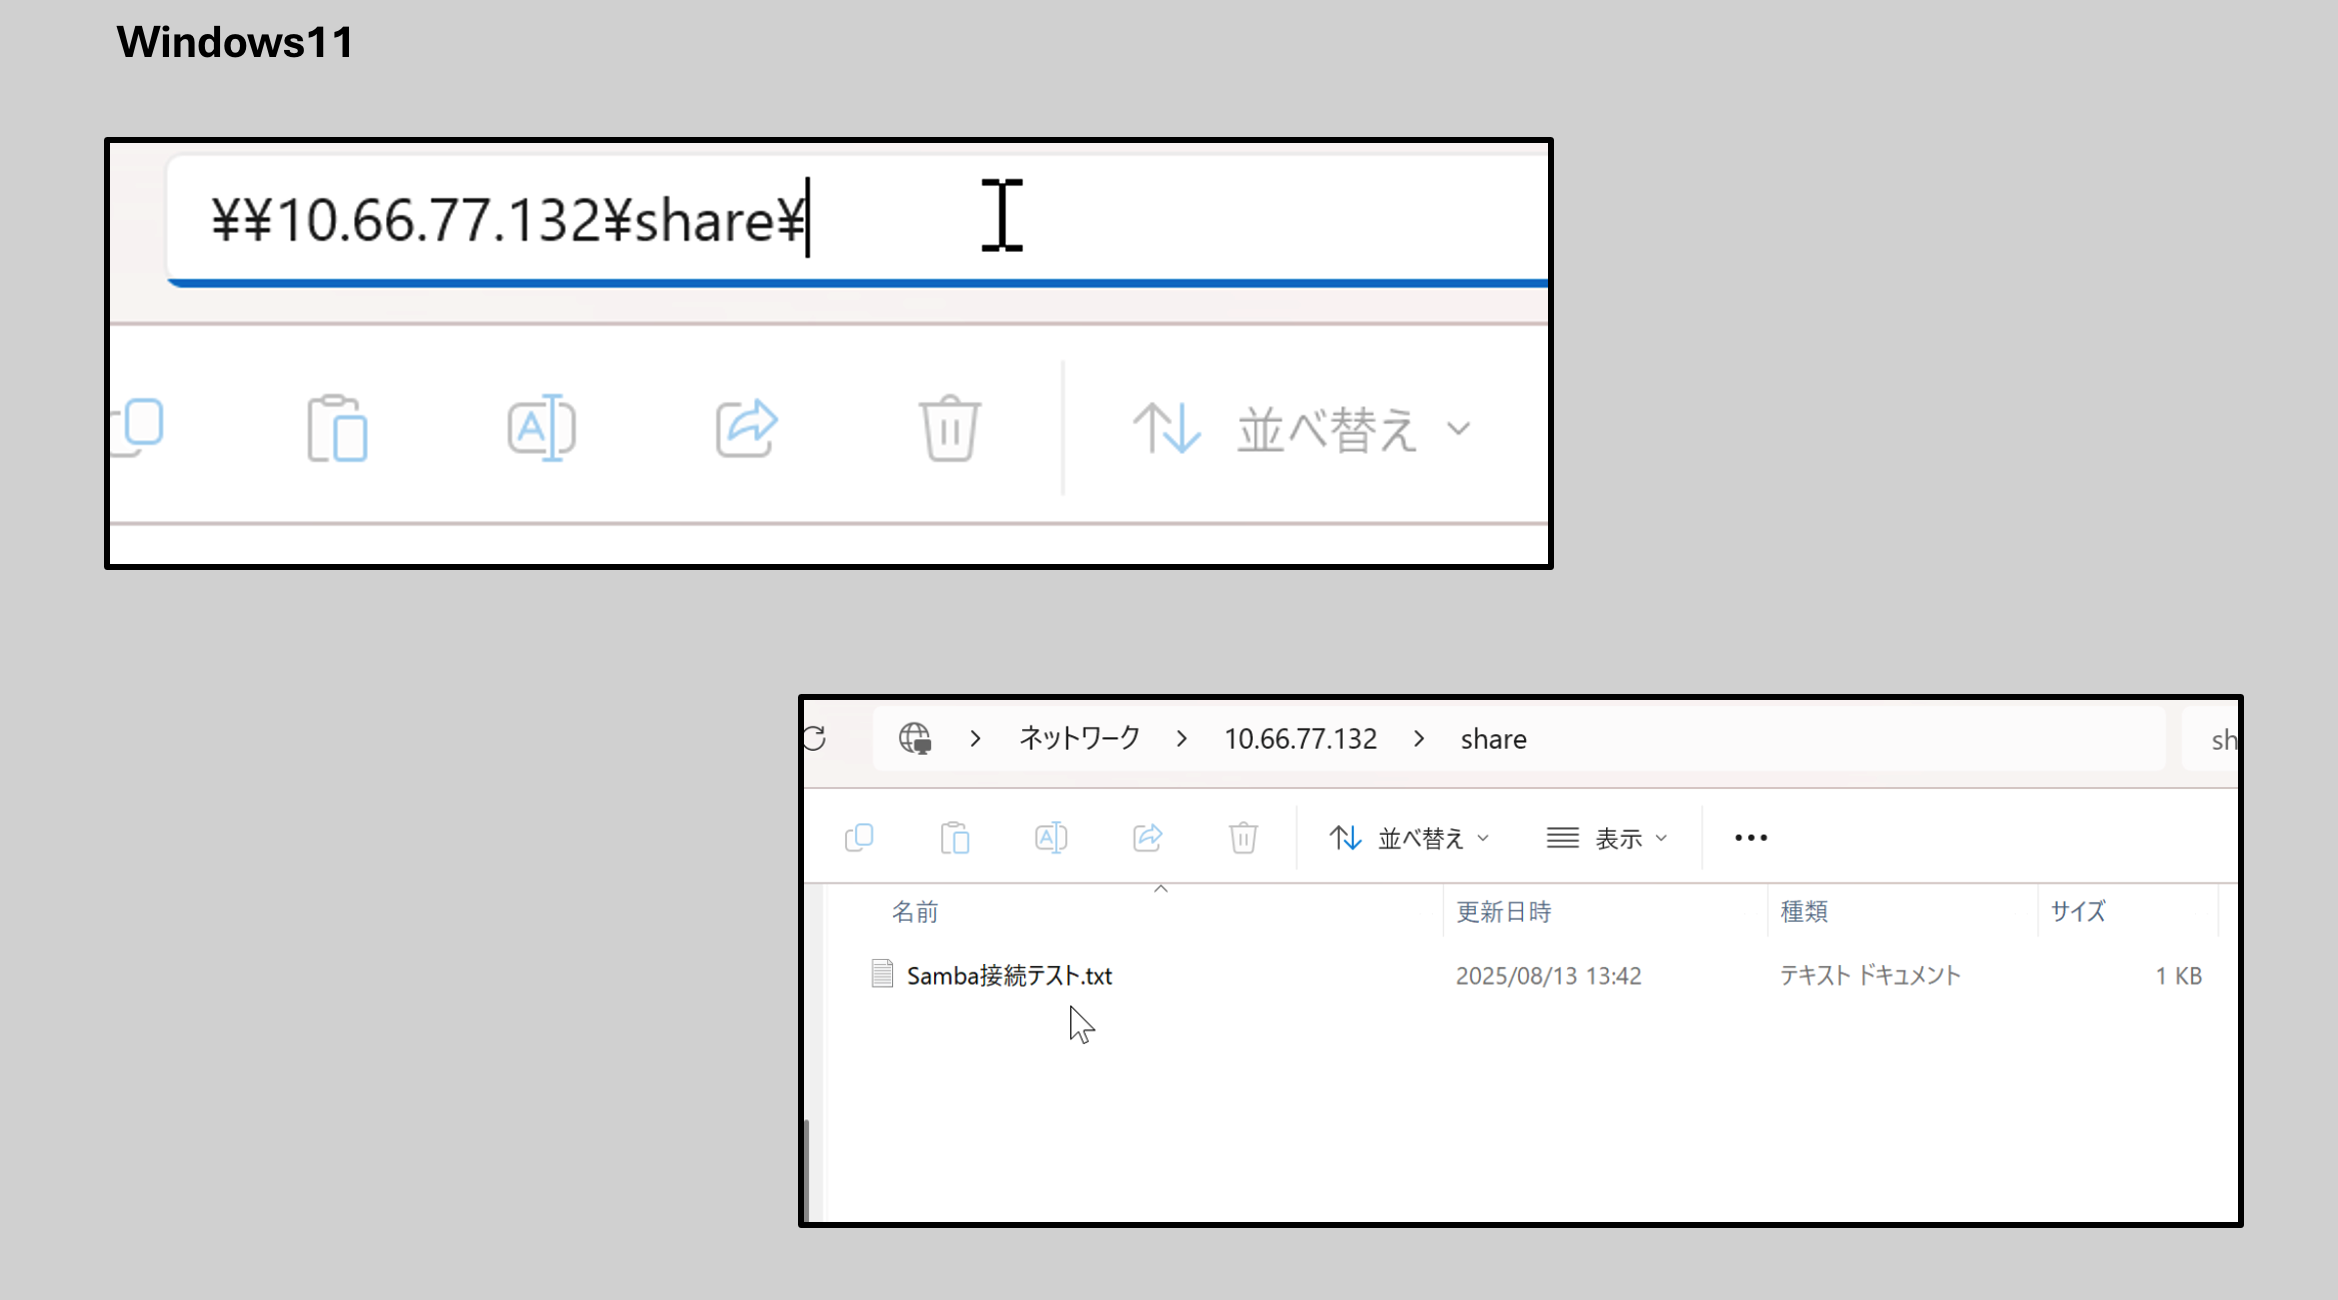 Windows11
¥¥10.66.77.132¥share¥
並べ替え
ネットワーク > 10.66.77.132 > share
sh
並べ替え 表示 •••
名前 更新日時 種類 サイズ
Samba接続テスト.txt 2025/08/13 13:42 テキスト ドキュメント 1 KB